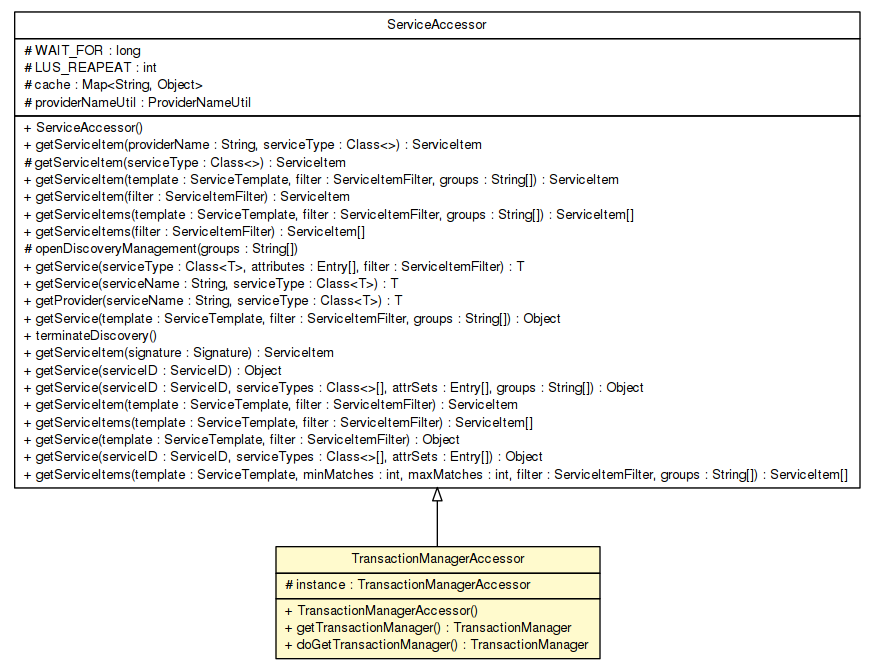 ServiceAccessor
# WAIT_FOR : long
# LUS_REAPEAT : int
# cache : Map<String, Object>
# providerNameUtil : ProviderNameUtil
+ ServiceAccessor()
+ getServiceItem(providerName : String, serviceType : Class<>) : ServiceItem
# getServiceItem(serviceType : Class<>) : ServiceItem
+ getServiceItem(template : ServiceTemplate, filter : ServiceItemFilter, groups : String[]) : ServiceItem
+ getServiceItem(filter : ServiceItemFilter) : ServiceItem
+ getServiceItems(template : ServiceTemplate, filter : ServiceItemFilter, groups : String[]) : ServiceItem[]
+ getServiceItems(filter : ServiceItemFilter) : ServiceItem[]
# openDiscoveryManagement(groups : String[])
+ getService(serviceType : Class<T>, attributes : Entry[], filter : ServiceItemFilter) : T
+ getService(serviceName : String, serviceType : Class<T>) : T
+ getProvider(serviceName : String, serviceType : Class<T>) : T
+ getService(template : ServiceTemplate, filter : ServiceItemFilter, groups : String[]) : Object
+ terminateDiscovery()
+ getServiceItem(signature : Signature) : ServiceItem
+ getService(serviceID : ServiceID) : Object
+ getService(serviceID : ServiceID, serviceTypes : Class<>[], attrSets : Entry[], groups : String[]) : Object
+ getServiceItem(template : ServiceTemplate, filter : ServiceItemFilter) : ServiceItem
+ getServiceItems(template : ServiceTemplate, filter : ServiceItemFilter) : ServiceItem[]
+ getService(template : ServiceTemplate, filter : ServiceItemFilter) : Object
+ getService(serviceID : ServiceID, serviceTypes : Class<>[], attrSets : Entry[]) : Object
+ getServiceItems(template : ServiceTemplate, minMatches : int, maxMatches : int, filter : ServiceItemFilter, groups : String[]) : ServiceItem[]
TransactionManagerAccessor
# instance : TransactionManagerAccessor
+ TransactionManagerAccessor()
+ getTransactionManager() : TransactionManager
+ doGetTransactionManager() : TransactionManager